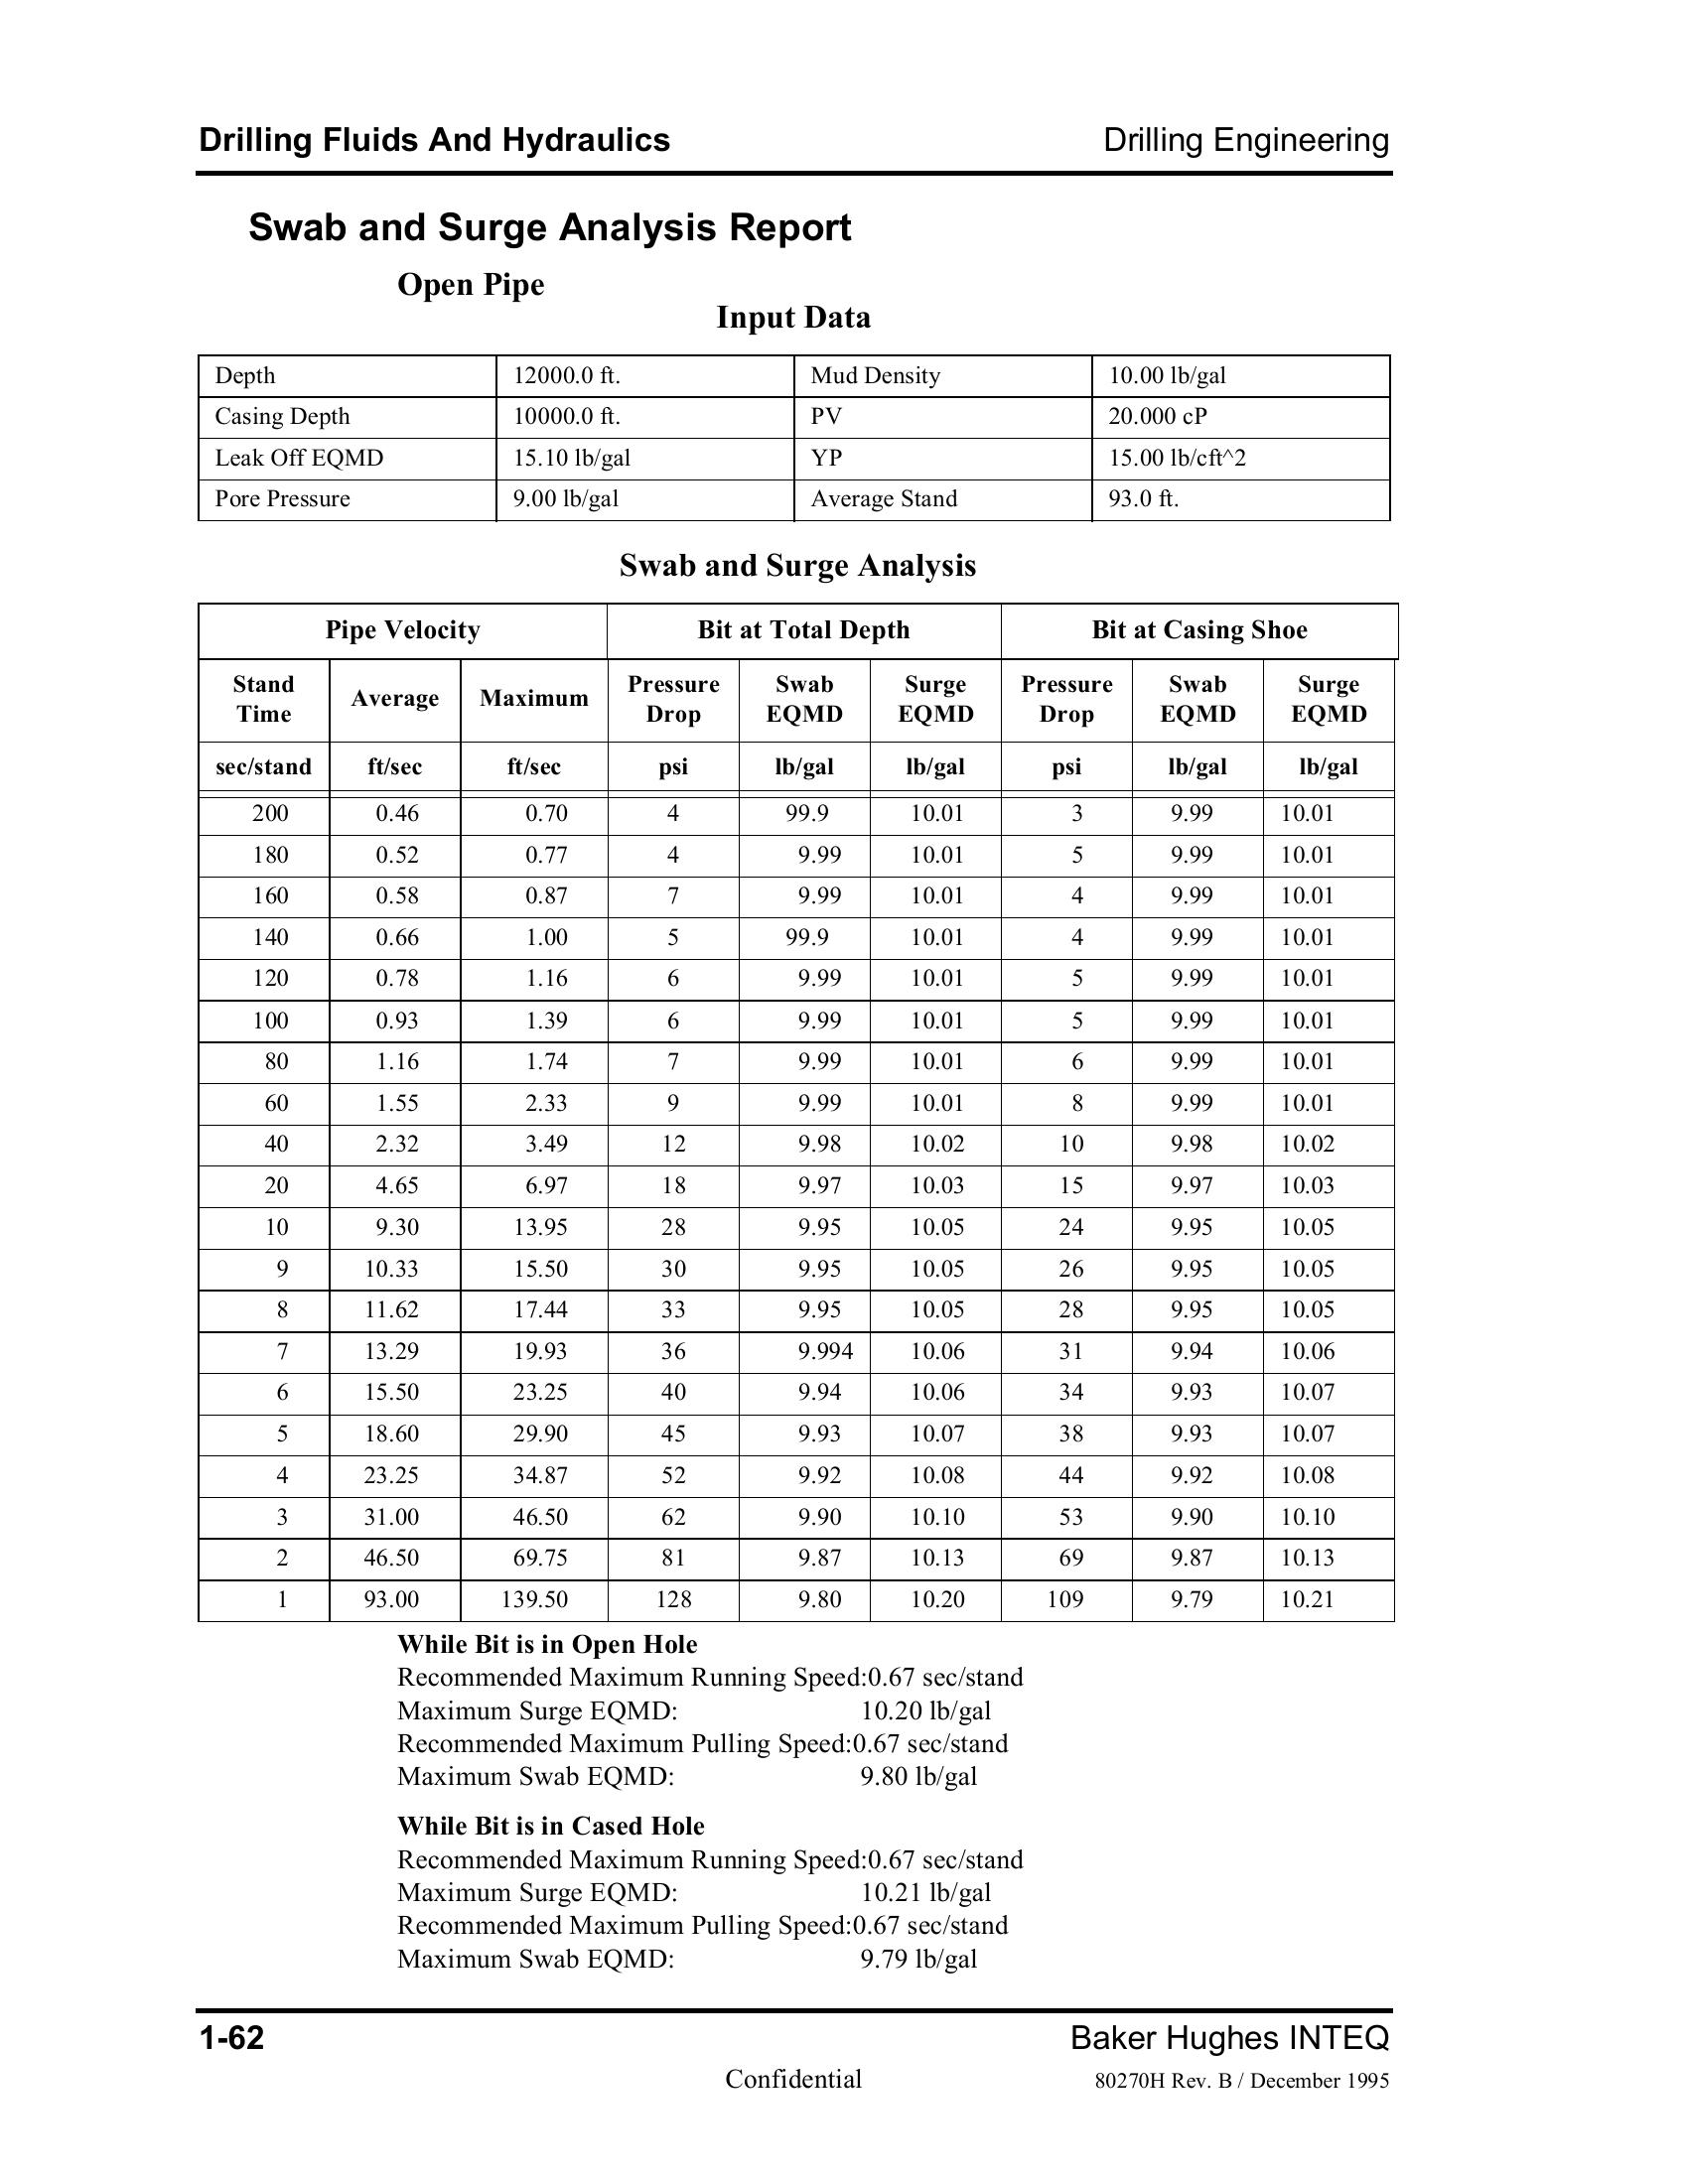 Drilling Fluids And Hydraulics Drilling Engineering
Swab and Surge Analysis Report
Open Pipe
Input Data
Depth 12000.0 ft. Mud Density 10.00 lb/gal
Casing Depth 10000.0 ft. PV 20.000 cP
Leak Off EQMD 15.10 lb/gal YP 15.00 lb/cft^2
Pore Pressure 9.00 lb/gal Average Stand 93.0 ft.
Swab and Surge Analysis
Pipe Velocity Bit at Total Depth Bit at Casing Shoe
Stand Time Average Maximum Pressure Drop Swab EQMD Surge EQMD Pressure Drop Swab EQMD Surge EQMD
sec/stand ft/sec ft/sec psi lb/gal lb/gal psi lb/gal lb/gal
200 0.46 0.70 4 99.9 10.01 3 9.99 10.01
180 0.52 0.77 4 9.99 10.01 5 9.99 10.01
160 0.58 0.87 7 9.99 10.01 4 9.99 10.01
140 0.66 1.00 5 99.9 10.01 4 9.99 10.01
120 0.78 1.16 6 9.99 10.01 5 9.99 10.01
100 0.93 1.39 6 9.99 10.01 5 9.99 10.01
80 1.16 1.74 7 9.99 10.01 6 9.99 10.01
60 1.55 2.33 9 9.99 10.01 8 9.99 10.01
40 2.32 3.49 12 9.98 10.02 10 9.98 10.02
20 4.65 6.97 18 9.97 10.03 15 9.97 10.03
10 9.30 13.95 28 9.95 10.05 24 9.95 10.05
9 10.33 15.50 30 9.95 10.05 26 9.95 10.05
8 11.62 17.44 33 9.95 10.05 28 9.95 10.05
7 13.29 19.93 36 9.994 10.06 31 9.94 10.06
6 15.50 23.25 40 9.94 10.06 34 9.93 10.07
5 18.60 29.90 45 9.93 10.07 38 9.93 10.07
4 23.25 34.87 52 9.92 10.08 44 9.92 10.08
3 31.00 46.50 62 9.90 10.10 53 9.90 10.10
2 46.50 69.75 81 9.87 10.13 69 9.87 10.13
1 93.00 139.50 128 9.80 10.20 109 9.79 10.21
While Bit is in Open Hole
Recommended Maximum Running Speed:0.67 sec/stand
Maximum Surge EQMD: 10.20 lb/gal
Recommended Maximum Pulling Speed:0.67 sec/stand
Maximum Swab EQMD: 9.80 lb/gal
While Bit is in Cased Hole
Recommended Maximum Running Speed:0.67 sec/stand
Maximum Surge EQMD: 10.21 lb/gal
Recommended Maximum Pulling Speed:0.67 sec/stand
Maximum Swab EQMD: 9.79 lb/gal
1-62 Baker Hughes INTEQ
Confidential 80270H Rev. B / December 1995